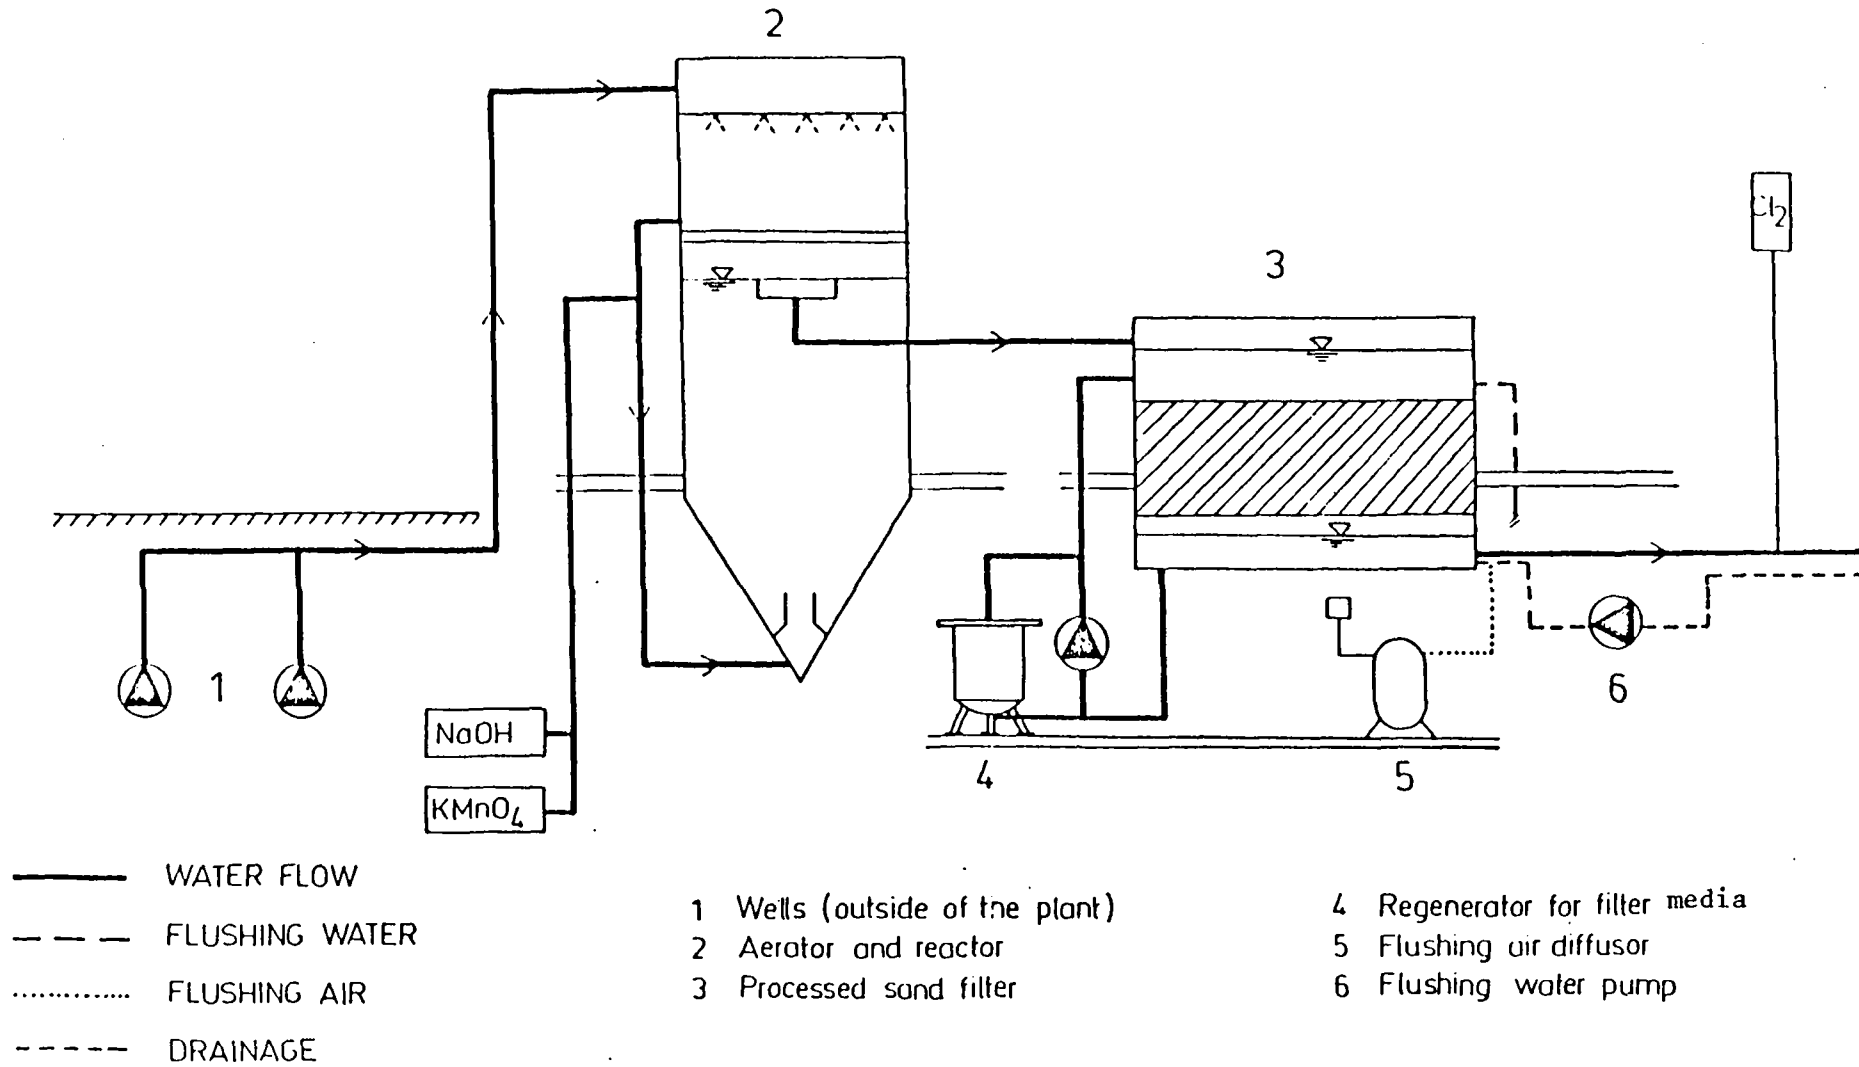 2
Cl2
3
1
6
NaOH
4
5
KMnO4
WATER FLOW
FLUSHING WATER
FLUSHING AIR
DRAINAGE
1 Wells (outside of the plant)
2 Aerator and reactor
3 Processed sand filter
4 Regenerator for filter media
5 Flushing air diffusor
6 Flushing water pump